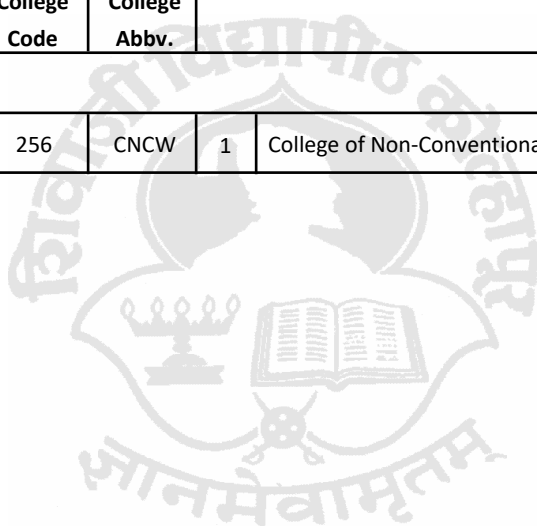 College College
Code Abbv.
256 CNCW 1 College of Non-Conventiona
शिवाजी विद्यापीठ कोल्हापूर
ज्ञानमेवामृतम्